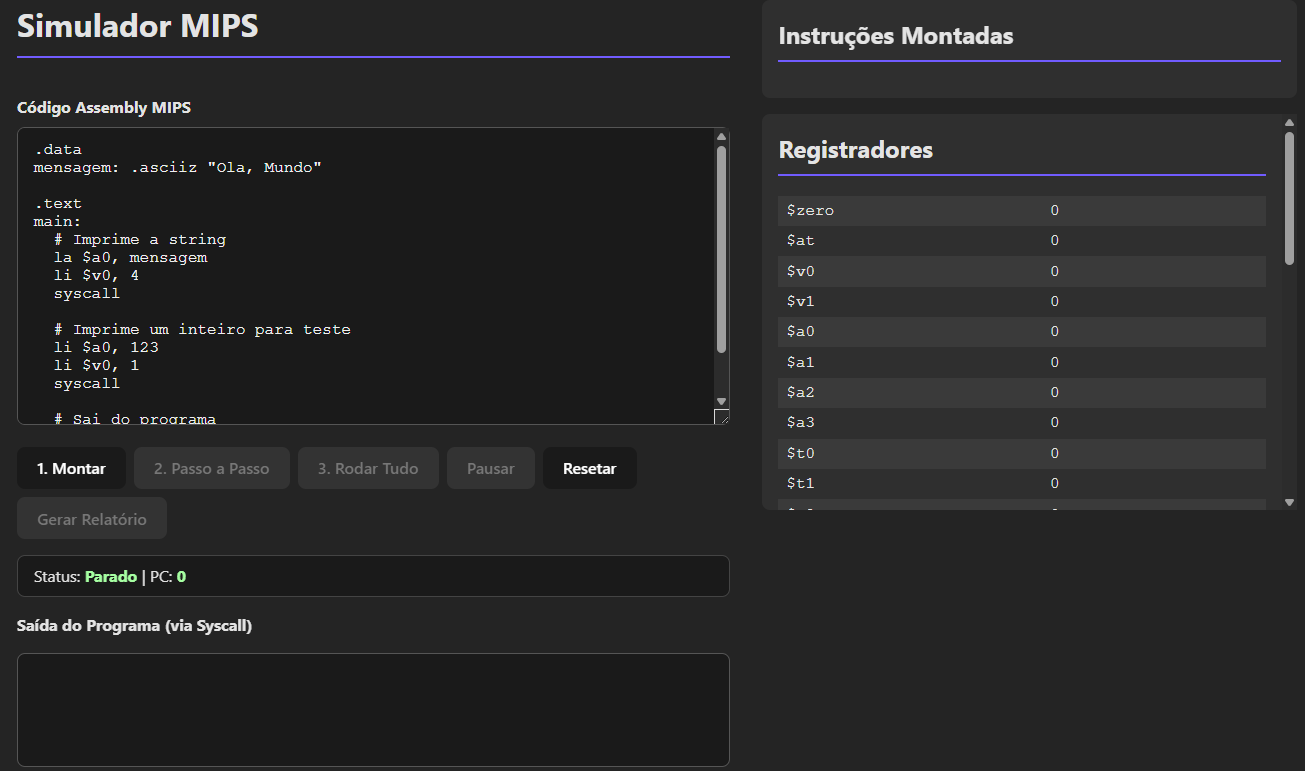 Simulador MIPS
Código Assembly MIPS
.data
mensagem: .asciiz "Ola, Mundo"
.text
main:
# Imprime a string
la $a0, mensagem
li $v0, 4
syscall
# Imprime um inteiro para teste
li $a0, 123
li $v0, 1
syscall
# Sai do programa
1. Montar
2. Passo a Passo
3. Rodar Tudo
Pausar
Resetar
Gerar Relatório
Status: Parado | PC: 0
Saída do Programa (via Syscall)
Instruções Montadas
Registradores
$zero 0
$at 0
$v0 0
$v1 0
$a0 0
$a1 0
$a2 0
$a3 0
$t0 0
$t1 0